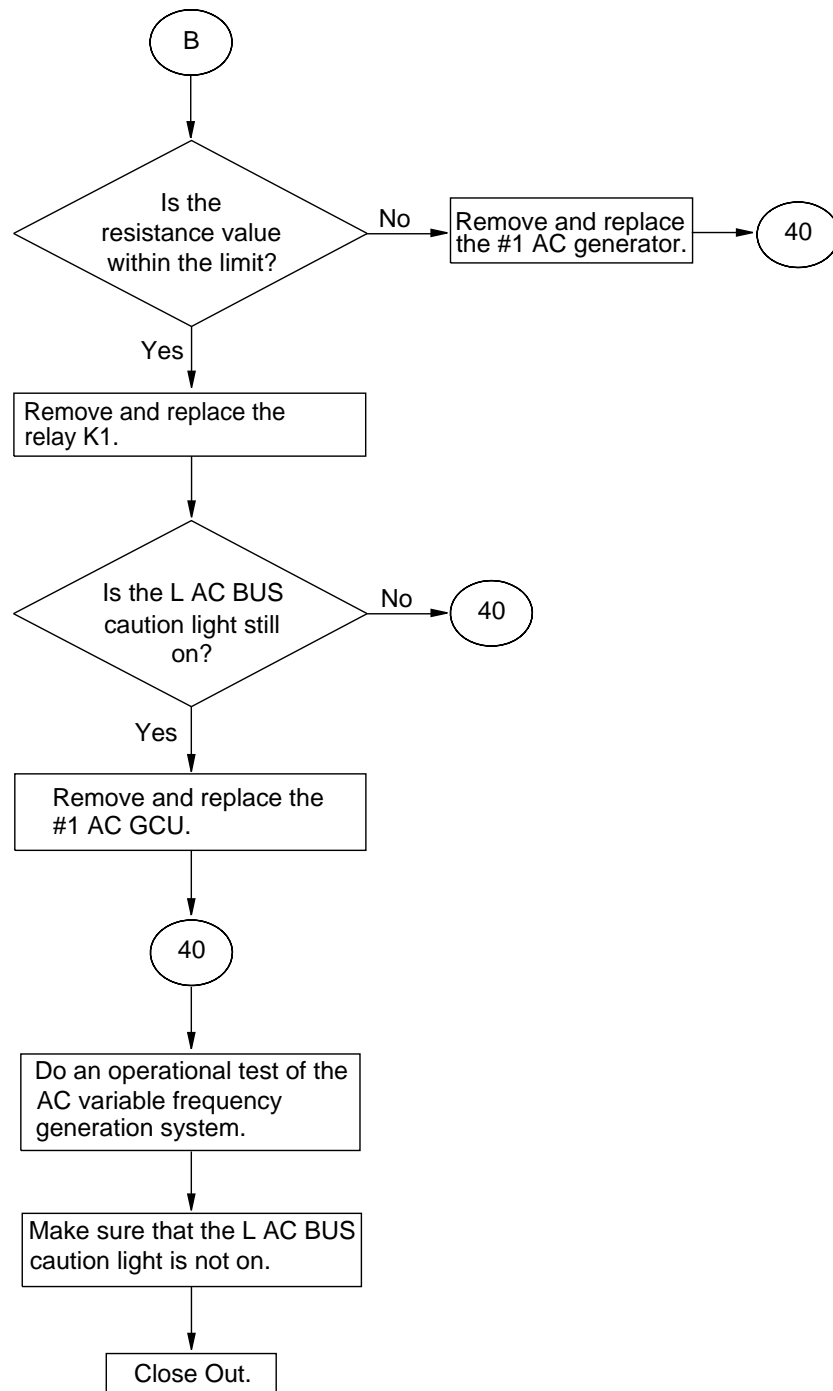 B
Is the
resistance value
within the limit?
No
Remove and replace
the #1 AC generator.
40
Yes
Remove and replace the
relay K1.
Is the L AC BUS
caution light still
on?
No
40
Yes
Remove and replace the
#1 AC GCU.
40
Do an operational test of the
AC variable frequency
generation system.
Make sure that the L AC BUS
caution light is not on.
Close Out.